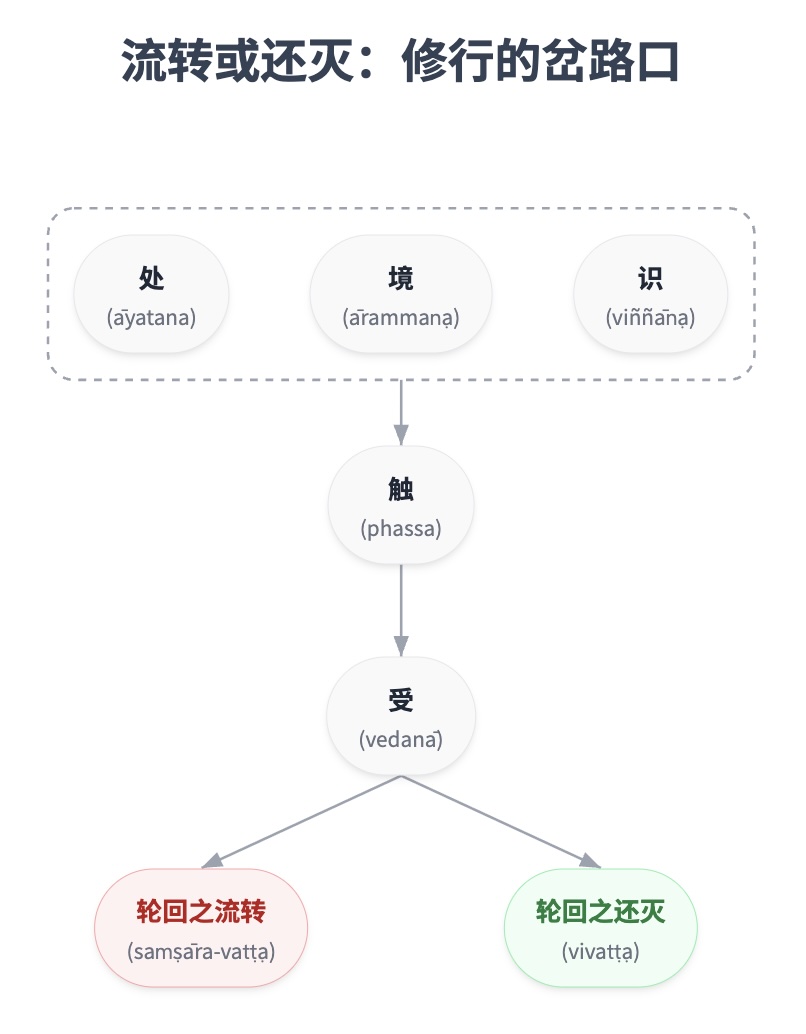 流转或还灭：修行的岔路口
处
(āyatana)
境
(ārammaṇa)
识
(viññāṇa)
触
(phassa)
受
(vedanā)
轮回之流转
(saṃsāra-vaṭṭa)
轮回之还灭
(vivaṭṭa)